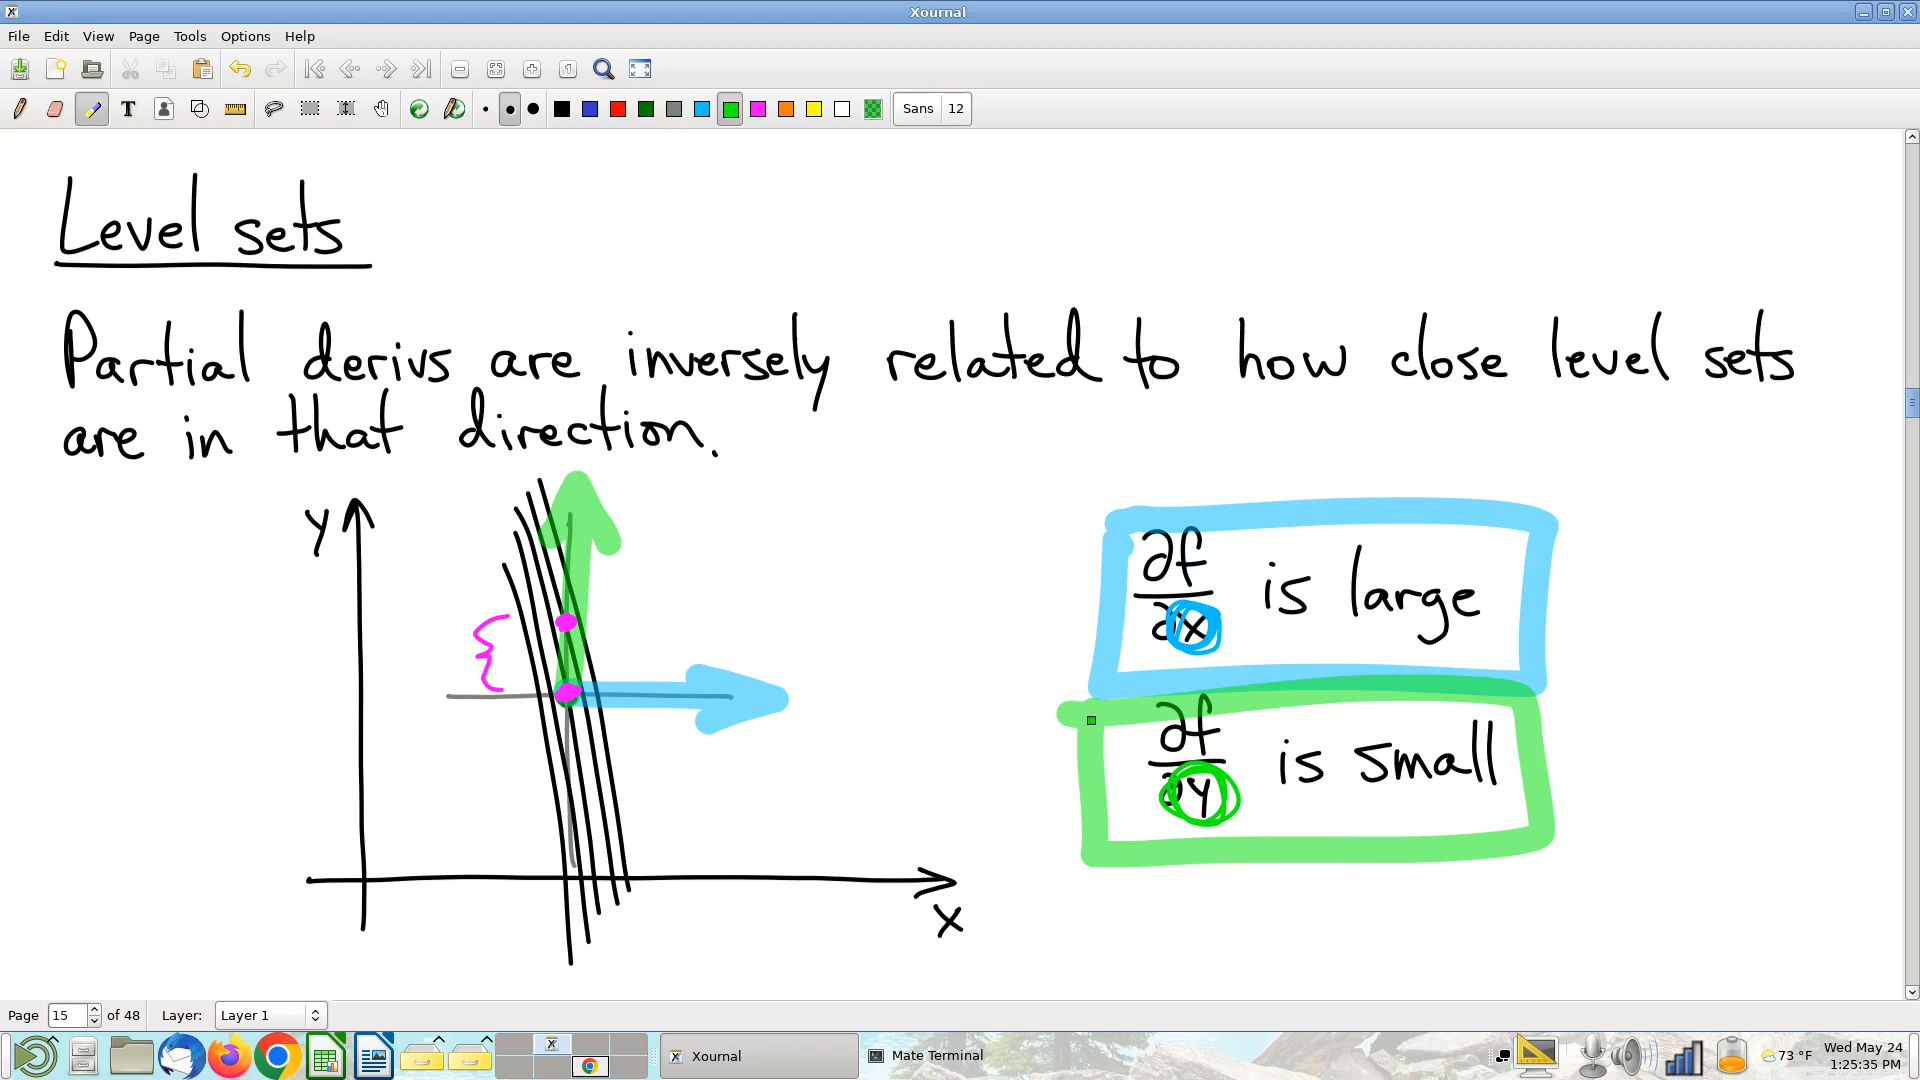 Xournal
File Edit View Page Tools Options Help
Sans 12
Level sets
Partial derivs are inversely related to how close level sets
are in that direction.
y
x
∂f/∂x is large
∂f/∂y is small
Page 15 of 48 Layer: Layer 1
Xournal
Mate Terminal
73 °F
Wed May 24
1:25:35 PM